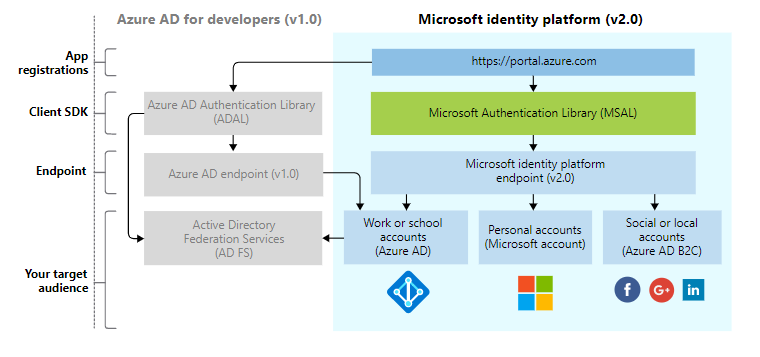 Azure AD for developers (v1.0)
Microsoft identity platform (v2.0)
App
registrations
https://portal.azure.com
Client SDK
Azure AD Authentication Library
(ADAL)
Microsoft Authentication Library (MSAL)
Endpoint
Azure AD endpoint (v1.0)
Microsoft identity platform
endpoint (v2.0)
Your target
audience
Active Directory
Federation Services
(AD FS)
Work or school
accounts
(Azure AD)
Personal accounts
(Microsoft account)
Social or local
accounts
(Azure AD B2C)
f
G+
in